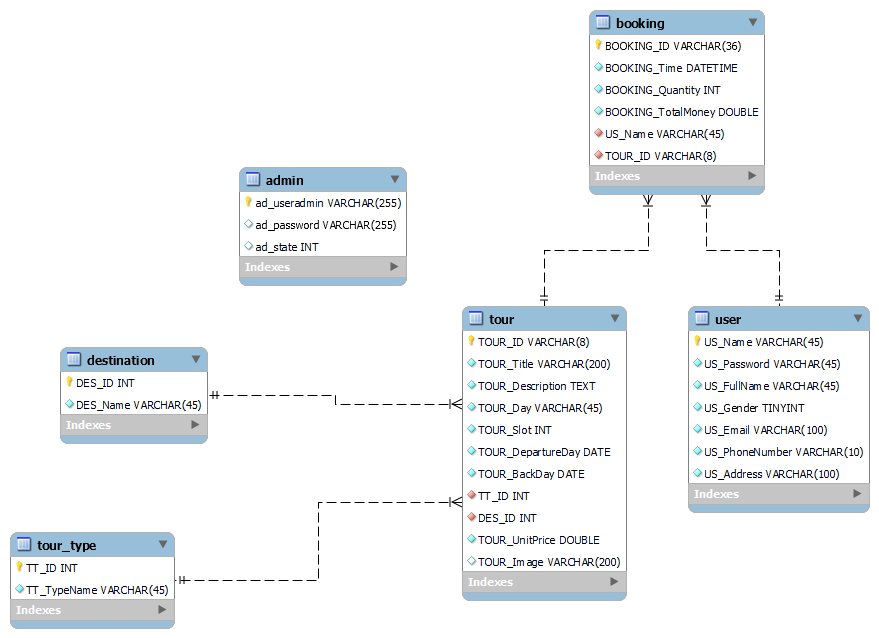 booking
BOOKING_ID VARCHAR(36)
BOOKING_Time DATETIME
BOOKING_Quantity INT
BOOKING_TotalMoney DOUBLE
US_Name VARCHAR(45)
TOUR_ID VARCHAR(8)
Indexes
admin
ad_useradmin VARCHAR(255)
ad_password VARCHAR(255)
ad_state INT
Indexes
tour
TOUR_ID VARCHAR(8)
TOUR_Title VARCHAR(200)
TOUR_Description TEXT
TOUR_Day VARCHAR(45)
TOUR_Slot INT
TOUR_DepartureDay DATE
TOUR_BackDay DATE
TT_ID INT
DES_ID INT
TOUR_UnitPrice DOUBLE
TOUR_Image VARCHAR(200)
Indexes
user
US_Name VARCHAR(45)
US_Password VARCHAR(45)
US_FullName VARCHAR(45)
US_Gender TINYINT
US_Email VARCHAR(100)
US_PhoneNumber VARCHAR(10)
US_Address VARCHAR(100)
Indexes
destination
DES_ID INT
DES_Name VARCHAR(45)
Indexes
tour_type
TT_ID INT
TT_TypeName VARCHAR(45)
Indexes